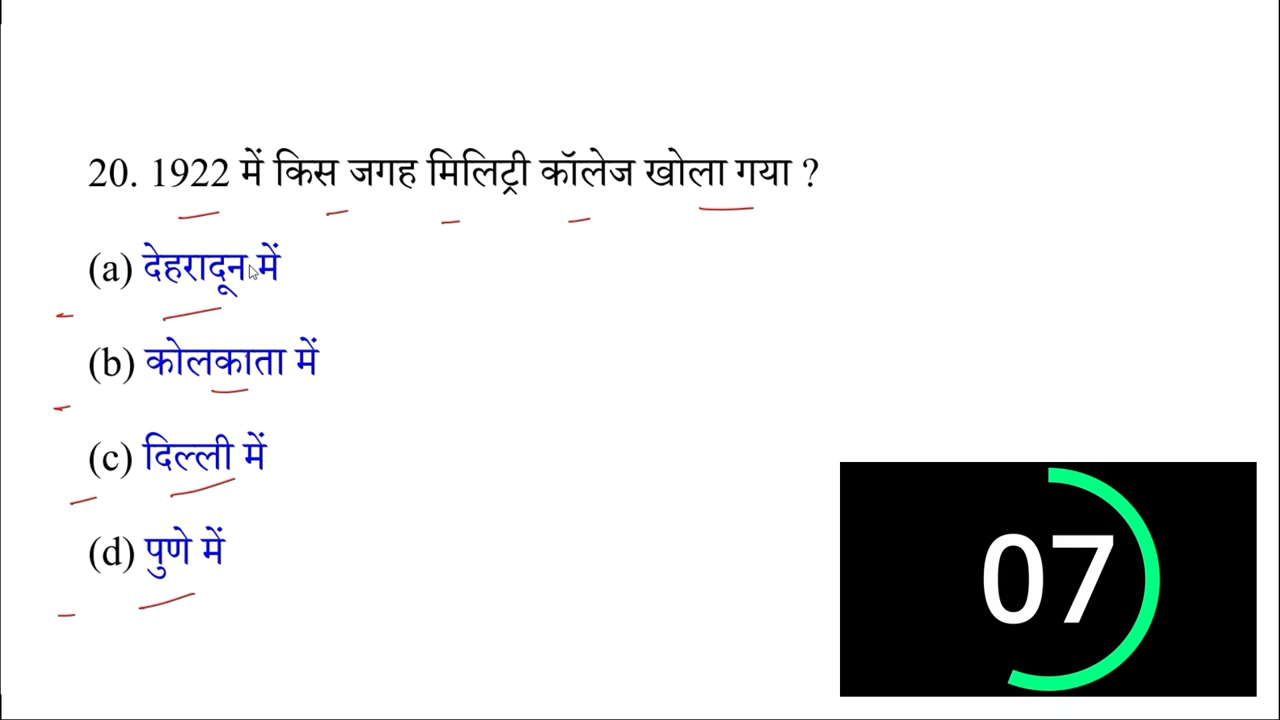 20. 1922 में किस जगह मिलिट्री कॉलेज खोला गया ?
(a) देहरादून में
(b) कोलकाता में
(c) दिल्ली में
(d) पुणे में
07